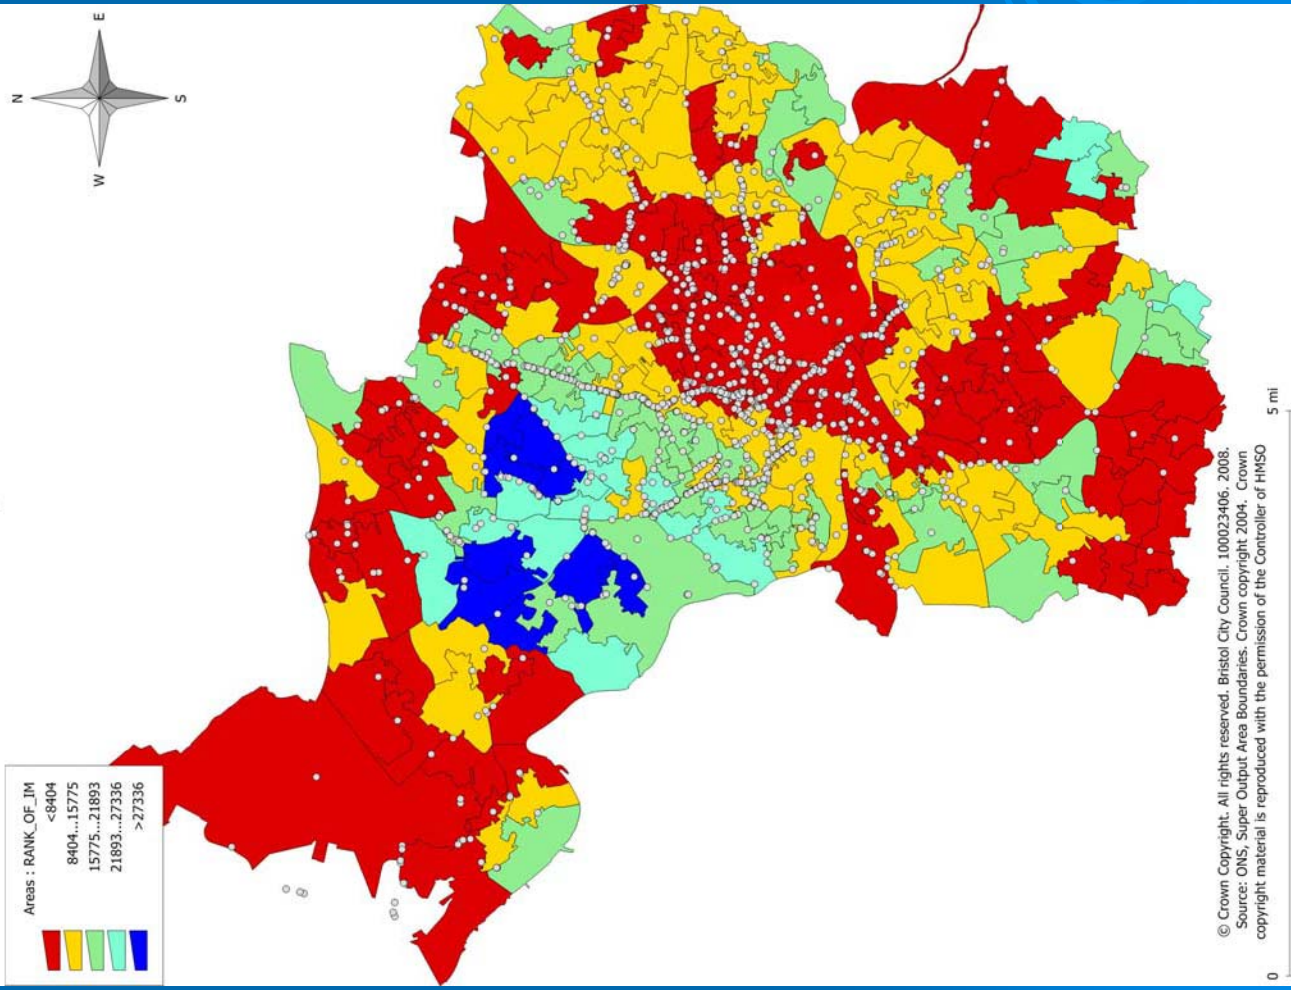 N
E
W
S
Areas : RANK_OF_IM
<8404
8404...15775
15775...21893
21893...27336
>27336
0
5 mi
© Crown Copyright. All rights reserved. Bristol City Council. 100023406. 2008.
Source: ONS, Super Output Area Boundaries. Crown copyright 2004. Crown
copyright material is reproduced with the permission of the Controller of HMSO